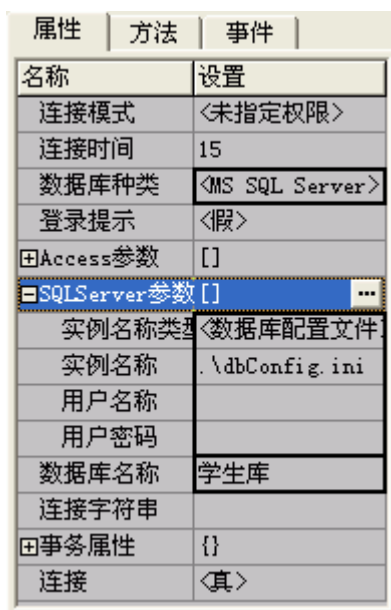 属性 方法 事件
名称 设置
连接模式 <未指定权限>
连接时间 15
数据库种类 <MS SQL Server>
登录提示 <假>
Access参数 []
SQLServer参数 [] ...
实例名称类型 <数据库配置文件
实例名称 .\dbConfig.ini
用户名称
用户密码
数据库名称 学生库
连接字符串
事务属性 {}
连接 <真>